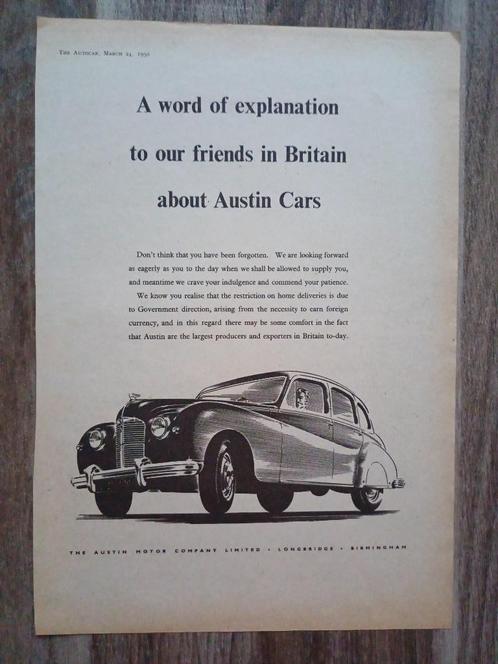 THE AUTOCAR, MARCH 24, 1950
A word of explanation
to our friends in Britain
about Austin Cars
Don't think that you have been forgotten. We are looking forward
as eagerly as you to the day when we shall be allowed to supply you,
and meantime we crave your indulgence and commend your patience.
We know you realise that the restriction on home deliveries is due
to Government direction, arising from the necessity to earn foreign
currency, and in this regard there may be some comfort in the fact
that Austin are the largest producers and exporters in Britain to-day.
THE AUSTIN MOTOR COMPANY LIMITED · LONGBRIDGE · BIRMINGHAM